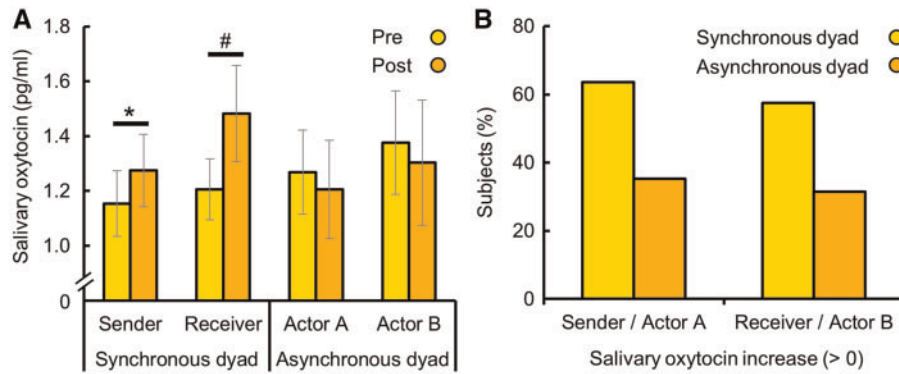 A
Salivary oxytocin (pg/ml)
1.8
1.6
1.4
1.2
1.0
0
Pre
Post
*
#
Sender Receiver Actor A Actor B
Synchronous dyad Asynchronous dyad
B
Subjects (%)
80
60
40
20
0
Synchronous dyad
Asynchronous dyad
Sender / Actor A Receiver / Actor B
Salivary oxytocin increase (> 0)